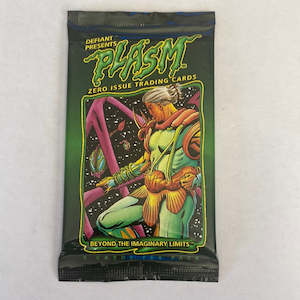 DEFIANT
PRESENTS
PLASM
ZERO ISSUE TRADING CARDS
BEYOND THE IMAGINARY LIMITS